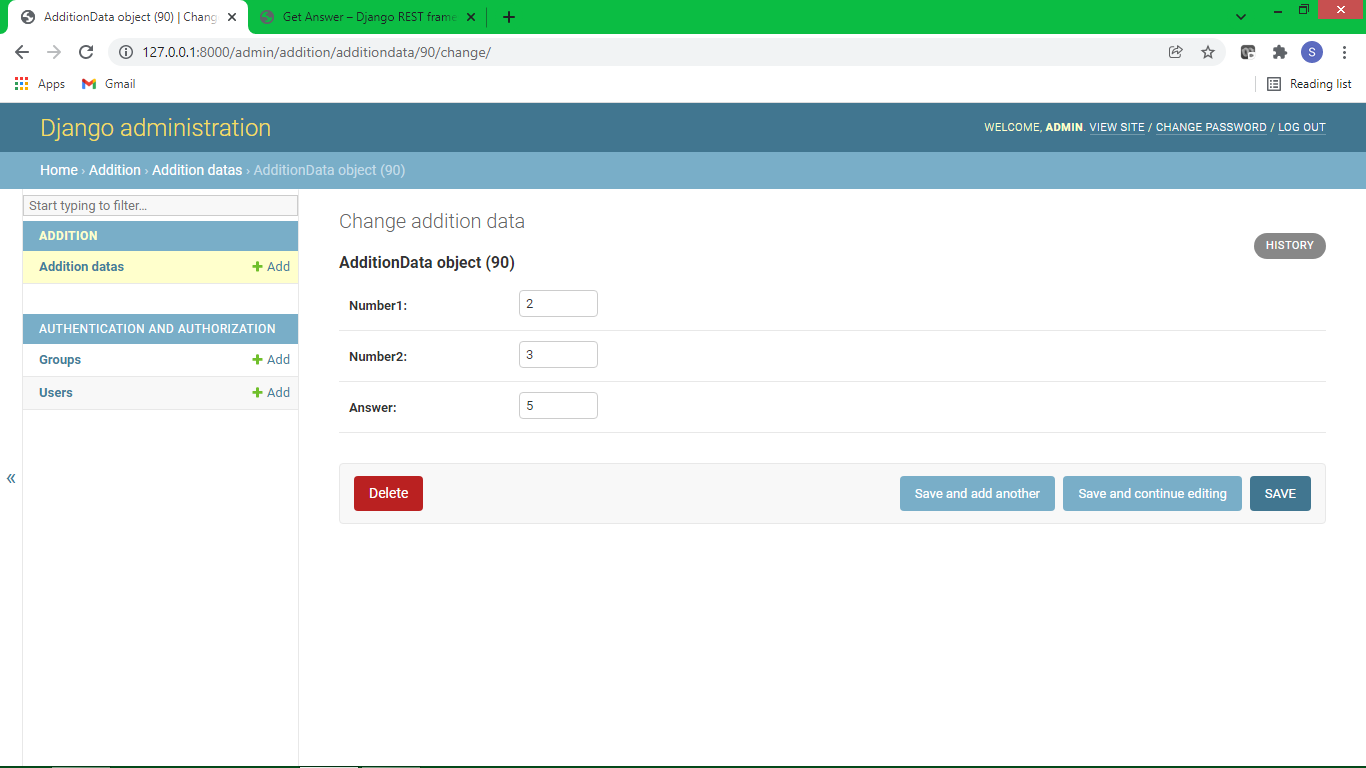 AdditionData object (90) | Chang
Get Answer – Django REST frame
127.0.0.1:8000/admin/addition/additiondata/90/change/
S
Apps
Gmail
Reading list
Django administration
WELCOME, ADMIN. VIEW SITE / CHANGE PASSWORD / LOG OUT
Home › Addition › Addition datas › AdditionData object (90)
Start typing to filter...
ADDITION
Addition datas
+ Add
AUTHENTICATION AND AUTHORIZATION
Groups
+ Add
Users
+ Add
«
Change addition data
HISTORY
AdditionData object (90)
Number1:
2
Number2:
3
Answer:
5
Delete
Save and add another
Save and continue editing
SAVE